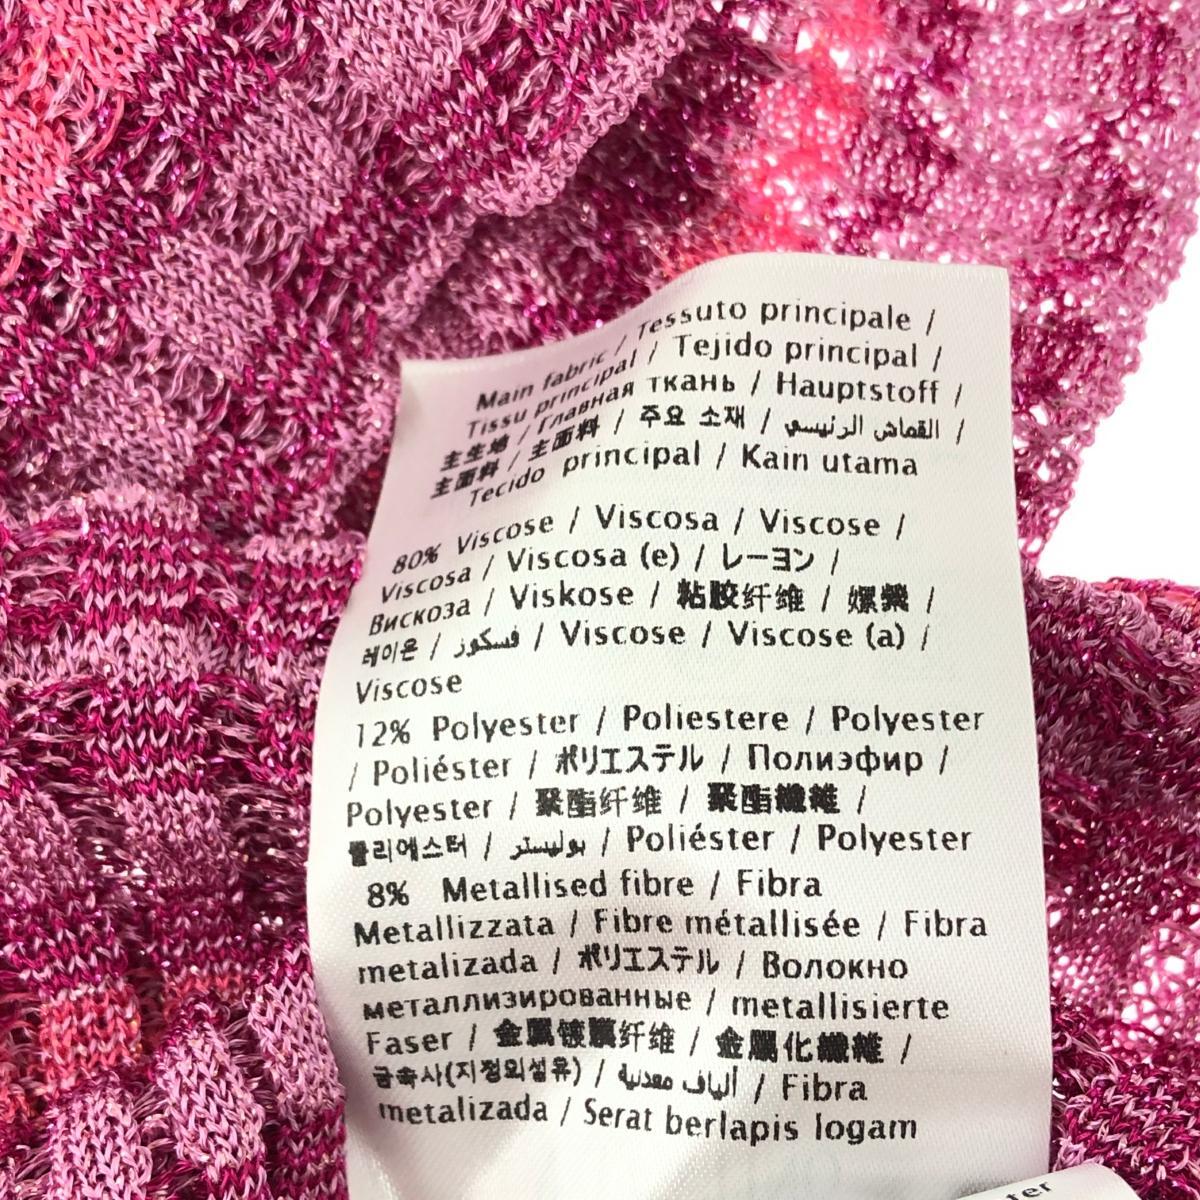 Main fabric / Tessuto principale /
Tissu principal / Tejido principal /
主生地 / Главная ткань / Hauptstoff /
主面料 / 主面料 / 주요 소재 / القماش الرئيسي /
Tecido principal / Kain utama
80% Viscose / Viscosa / Viscose /
Viscosa / Viscosa (e) / レーヨン /
Вискоза / Viskose / 粘胶纤维 / 嫘縈 /
레이온 / فسكوز / Viscose / Viscose (a) /
Viscose
12% Polyester / Poliestere / Polyester
/ Poliéster / ポリエステル / Полиэфир /
Polyester / 聚酯纤维 / 聚酯纖維 /
폴리에스터 / بوليستر / Poliéster / Polyester
8% Metallised fibre / Fibra
Metallizzata / Fibre métallisée / Fibra
metalizada / ポリエステル / Волокно
металлизированные / metallisierte
Faser / 金属镀膜纤维 / 金屬化纖維 /
금속사(지정외섬유) / ألياف معدنية / Fibra
metalizada / Serat berlapis logam